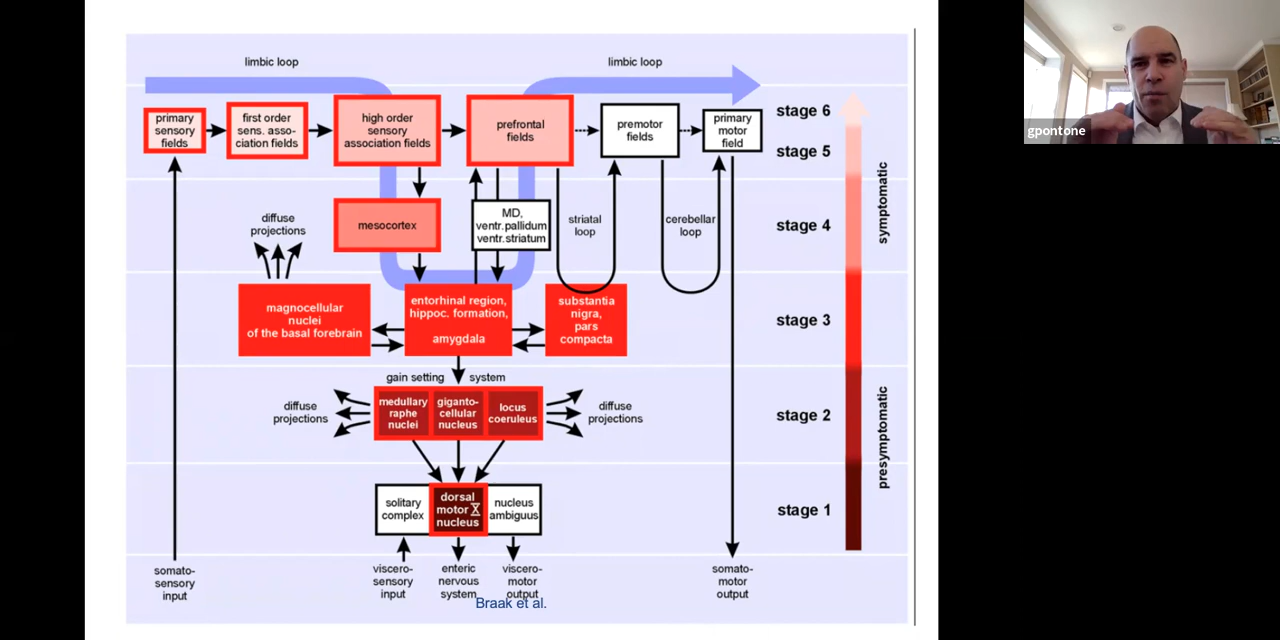 limbic loop
limbic loop
primary
sensory
fields
first order
sens. asso-
ciation fields
high order
sensory
association fields
prefrontal
fields
premotor
fields
primary
motor
field
stage 6
stage 5
gpontone
symptomatic
diffuse
projections
mesocortex
MD,
ventr.pallidum
ventr.striatum
striatal
loop
cerebellar
loop
stage 4
magnocellular
nuclei
of the basal forebrain
entorhinal region,
hippoc. formation,
amygdala
substantia
nigra,
pars
compacta
stage 3
gain setting system
diffuse
projections
medullary
raphe
nuclei
giganto-
cellular
nucleus
locus
coeruleus
diffuse
projections
stage 2
presymptomatic
solitary
complex
dorsal
motor X
nucleus
nucleus
ambiguus
stage 1
somato-
sensory
input
viscero-
sensory
input
enteric
nervous
system
viscero-
motor
output
somato-
motor
output
Braak et al.